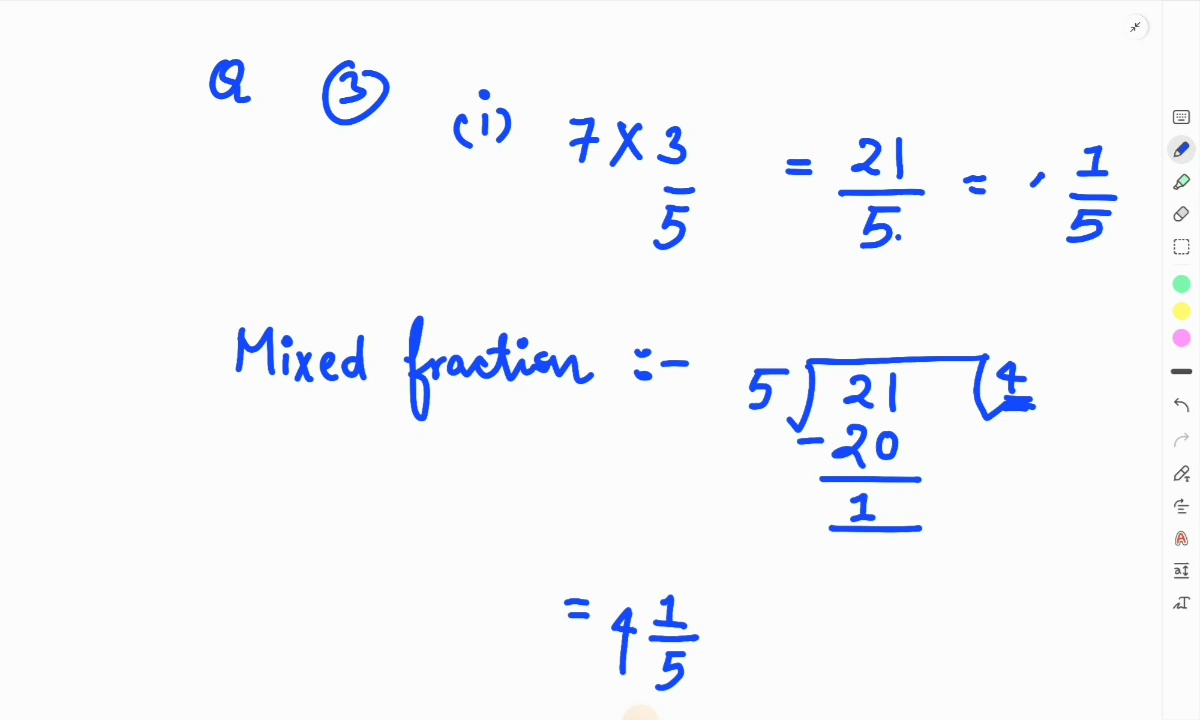 Q ③ (i) 7 × 3/5 = 21/5. = · 1/5
Mixed fraction :- 5)21(4
-20
1
= 4 1/5